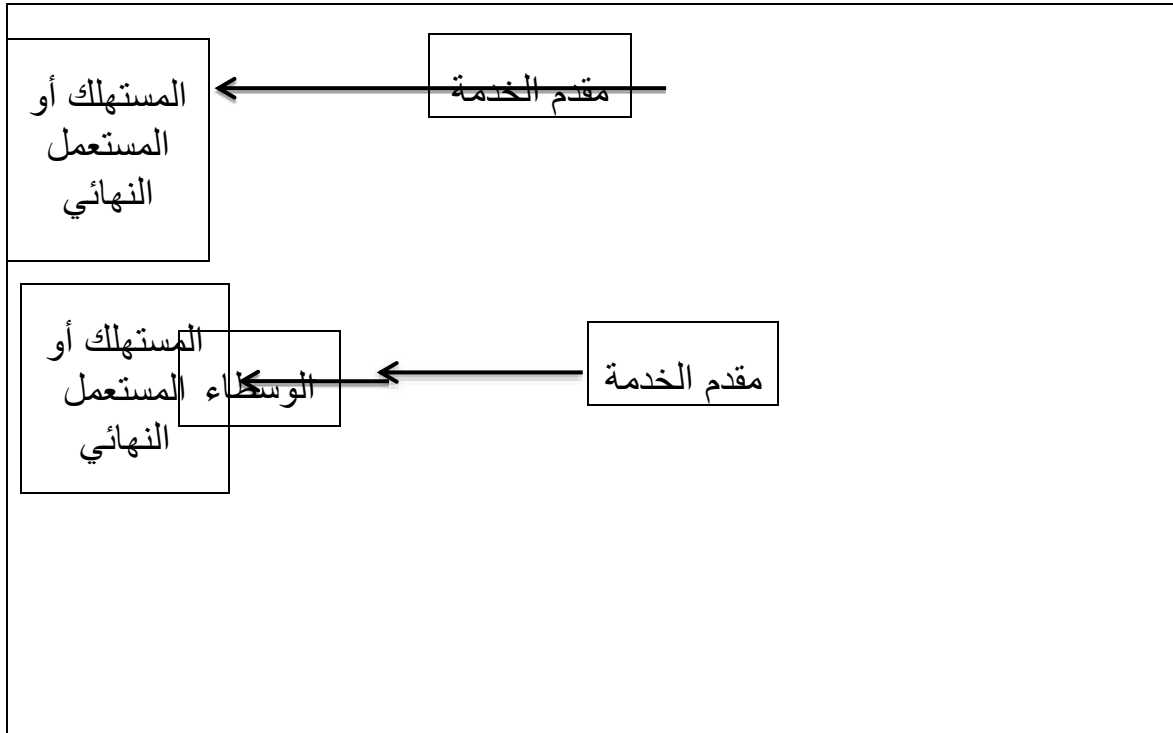 مقدم الخدمة
المستهلك أو
المستعمل
النهائي
مقدم الخدمة
الوسطاء
المستهلك أو
المستعمل
النهائي